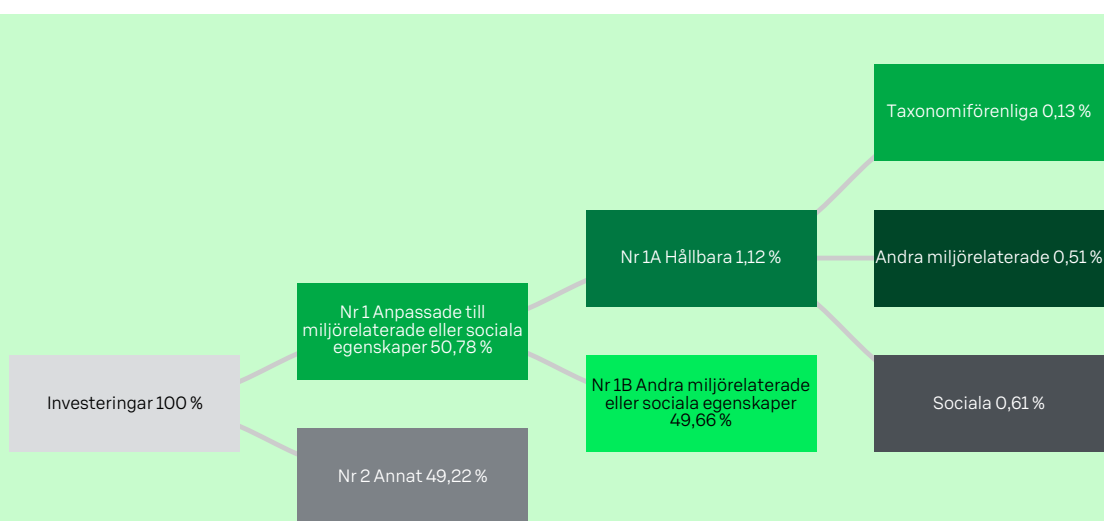 Investeringar 100 %
Nr 1 Anpassade till
miljörelaterade eller sociala
egenskaper 50,78 %
Nr 2 Annat 49,22 %
Nr 1A Hållbara 1,12 %
Nr 1B Andra miljörelaterade
eller sociala egenskaper
49,66 %
Taxonomiförenliga 0,13 %
Andra miljörelaterade 0,51 %
Sociala 0,61 %